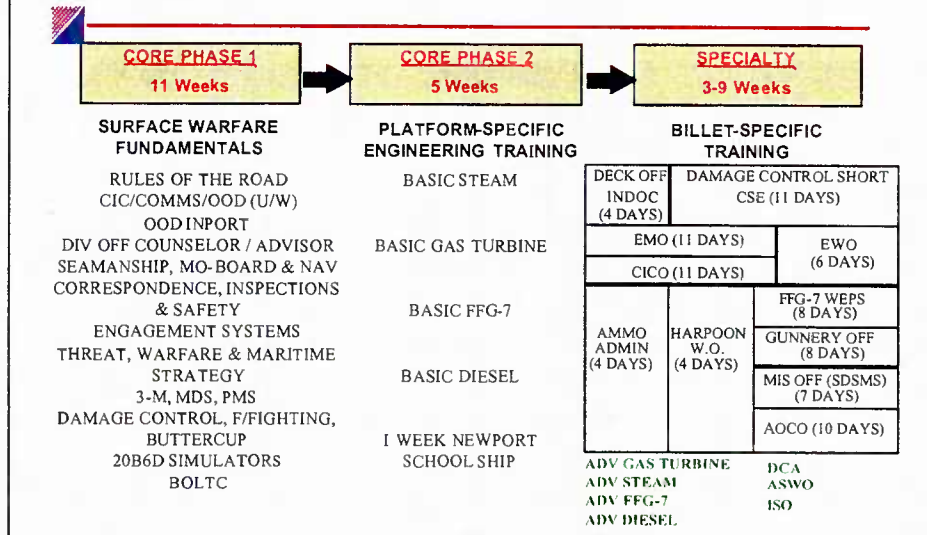 CORE PHASE 1
11 Weeks
CORE PHASE 2
5 Weeks
SPECIALTY
3-9 Weeks
SURFACE WARFARE
FUNDAMENTALS
RULES OF THE ROAD
CIC/COMMS/OOD (U/W)
OOD INPORT
DIV OFF COUNSELOR / ADVISOR
SEAMANSHIP, MO-BOARD & NAV
CORRESPONDENCE, INSPECTIONS
& SAFETY
ENGAGEMENT SYSTEMS
THREAT, WARFARE & MARITIME
STRATEGY
3-M, MDS, PMS
DAMAGE CONTROL, F/FIGHTING,
BUTTERCUP
20B6D SIMULATORS
BOLTC
PLATFORM-SPECIFIC
ENGINEERING TRAINING
BASIC STEAM
BASIC GAS TURBINE
BASIC FFG-7
BASIC DIESEL
1 WEEK NEWPORT
SCHOOL SHIP
BILLET-SPECIFIC
TRAINING
DECK OFF
INDOC
(4 DAYS)
DAMAGE CONTROL SHORT
CSE (11 DAYS)
EMO (11 DAYS)
CICO (11 DAYS)
EWO
(6 DAYS)
AMMO
ADMIN
(4 DAYS)
HARPOON
W.O.
(4 DAYS)
FFG-7 WEPS
(8 DAYS)
GUNNERY OFF
(8 DAYS)
MIS OFF (SDSMS)
(7 DAYS)
AOCO (10 DAYS)
ADV GAS TURBINE
ADV STEAM
ADV FFG-7
ADV DIESEL
DCA
ASWO
ISO